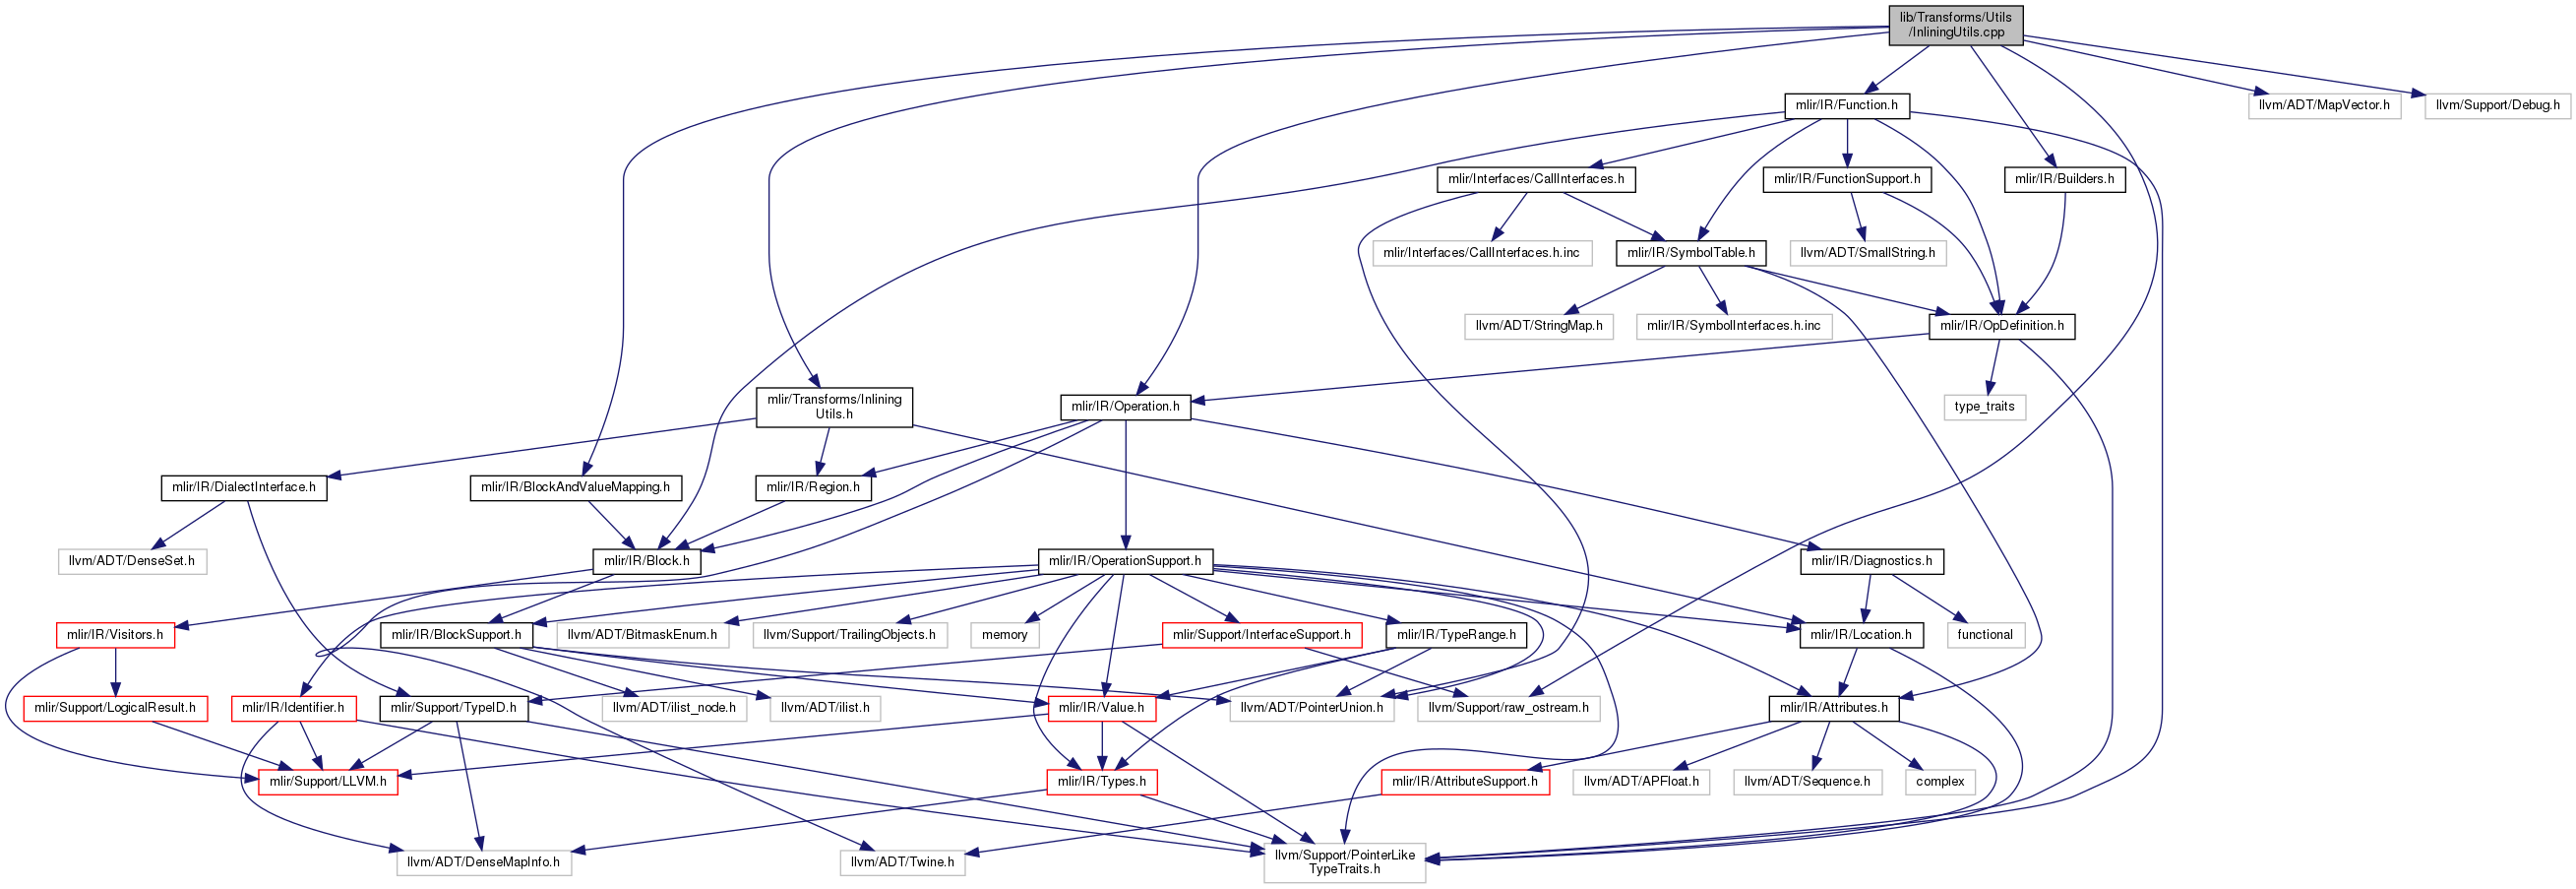 lib/Transforms/Utils
/InliningUtils.cpp
mlir/IR/Function.h
llvm/ADT/MapVector.h
llvm/Support/Debug.h
mlir/Interfaces/CallInterfaces.h
mlir/IR/FunctionSupport.h
mlir/IR/Builders.h
mlir/Interfaces/CallInterfaces.h.inc
mlir/IR/SymbolTable.h
llvm/ADT/SmallString.h
llvm/ADT/StringMap.h
mlir/IR/SymbolInterfaces.h.inc
mlir/IR/OpDefinition.h
mlir/Transforms/Inlining
Utils.h
mlir/IR/Operation.h
type_traits
mlir/IR/DialectInterface.h
mlir/IR/BlockAndValueMapping.h
mlir/IR/Region.h
llvm/ADT/DenseSet.h
mlir/IR/Block.h
mlir/IR/OperationSupport.h
mlir/IR/Diagnostics.h
mlir/IR/Visitors.h
mlir/IR/BlockSupport.h
llvm/ADT/BitmaskEnum.h
llvm/Support/TrailingObjects.h
memory
mlir/Support/InterfaceSupport.h
mlir/IR/TypeRange.h
mlir/IR/Location.h
functional
mlir/Support/LogicalResult.h
mlir/IR/Identifier.h
mlir/Support/TypeID.h
llvm/ADT/ilist_node.h
llvm/ADT/ilist.h
mlir/IR/Value.h
llvm/ADT/PointerUnion.h
llvm/Support/raw_ostream.h
mlir/IR/Attributes.h
mlir/Support/LLVM.h
mlir/IR/Types.h
mlir/IR/AttributeSupport.h
llvm/ADT/APFloat.h
llvm/ADT/Sequence.h
complex
llvm/ADT/DenseMapInfo.h
llvm/ADT/Twine.h
llvm/Support/PointerLike
TypeTraits.h